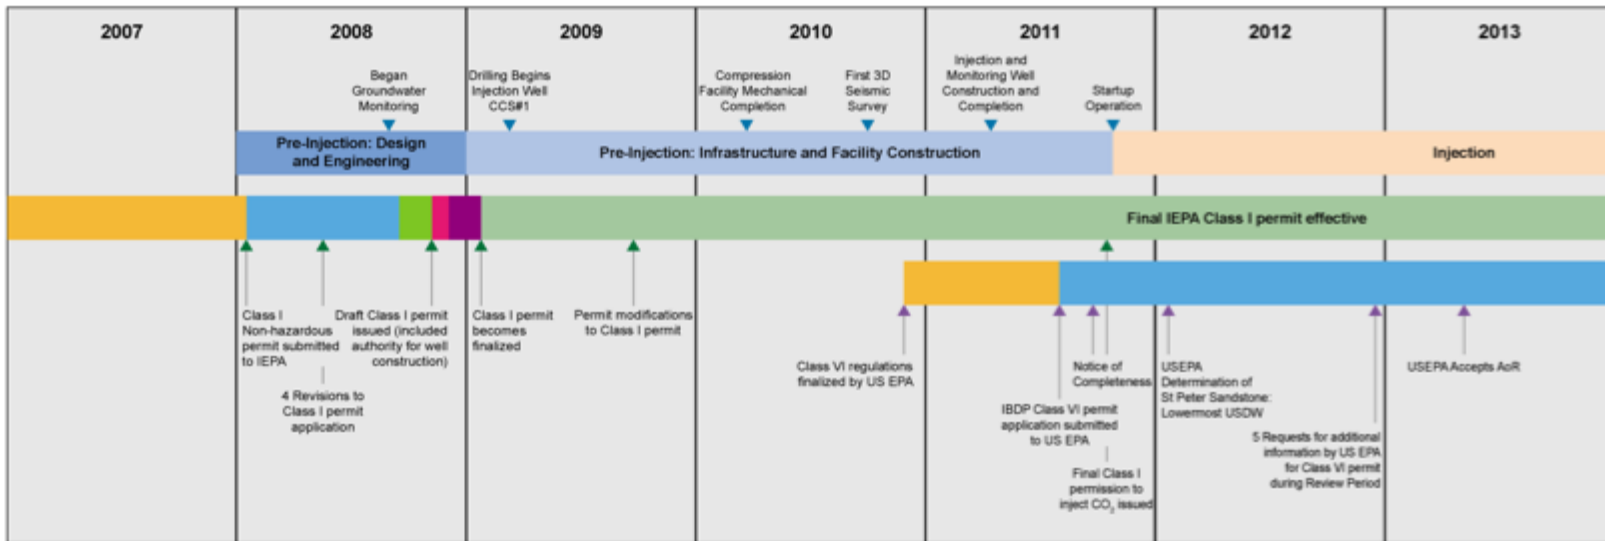 2007
2008
2009
2010
2011
2012
2013
Began
Groundwater
Monitoring
Drilling Begins
Injection Well
CCS#1
Compression
Facility Mechanical
Completion
First 3D
Seismic
Survey
Injection and
Monitoring Well
Construction and
Completion
Startup
Operation
Pre-Injection: Design
and Engineering
Pre-Injection: Infrastructure and Facility Construction
Injection
Final IEPA Class I permit effective
Class I
Non-hazardous
permit submitted
to IEPA
4 Revisions to
Class I permit
application
Draft Class I permit
issued (included
authority for well
construction)
Class I permit
becomes
finalized
Permit modifications
to Class I permit
Class VI regulations
finalized by US EPA
IBDP Class VI permit
application submitted
to US EPA
Notice of
Completeness
Final Class I
permission to
inject CO₂ issued
USEPA
Determination of
St Peter Sandstone:
Lowermost USDW
5 Requests for additional
information by US EPA
for Class VI permit
during Review Period
USEPA Accepts AoR